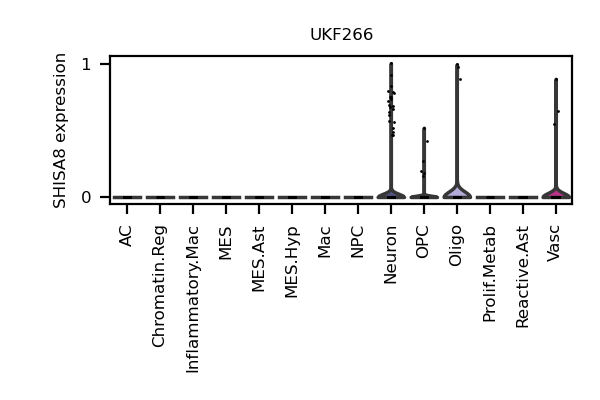 UKF266
SHISA8 expression
1
0
AC
Chromatin.Reg
Inflammatory.Mac
MES
MES.Ast
MES.Hyp
Mac
NPC
Neuron
OPC
Oligo
Prolif.Metab
Reactive.Ast
Vasc